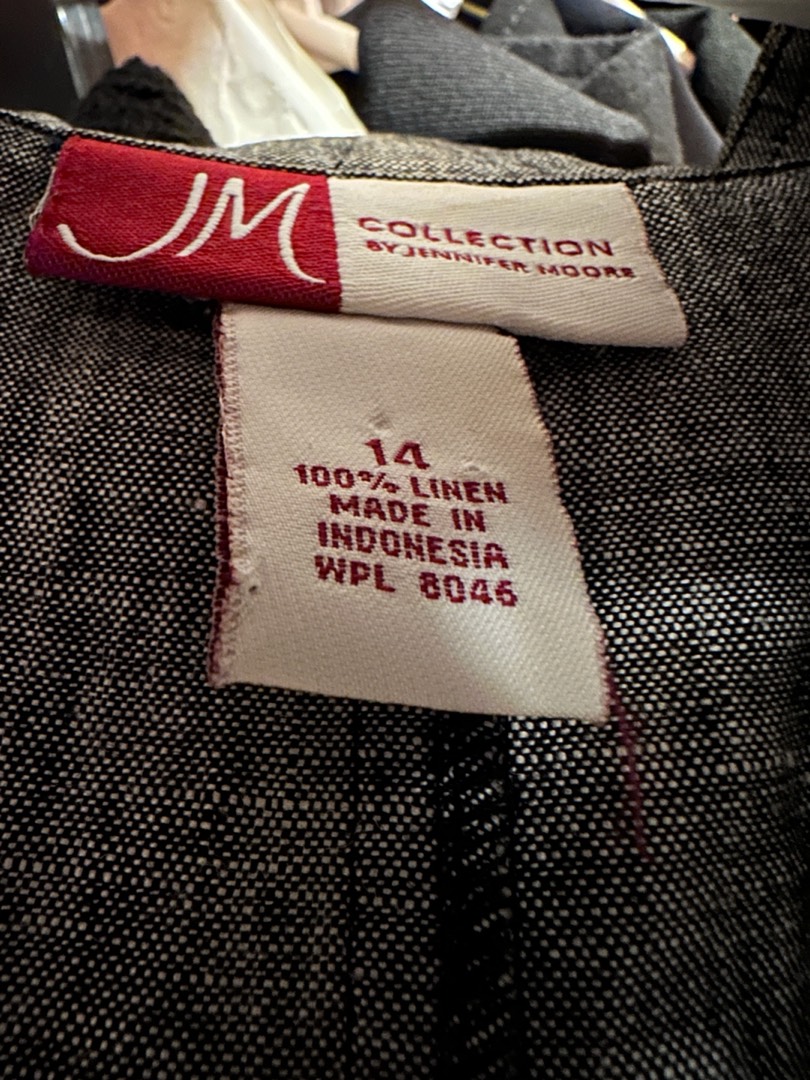 JM
COLLECTION
BY JENNIFER MOORE
14
100% LINEN
MADE IN
INDONESIA
WPL 8046